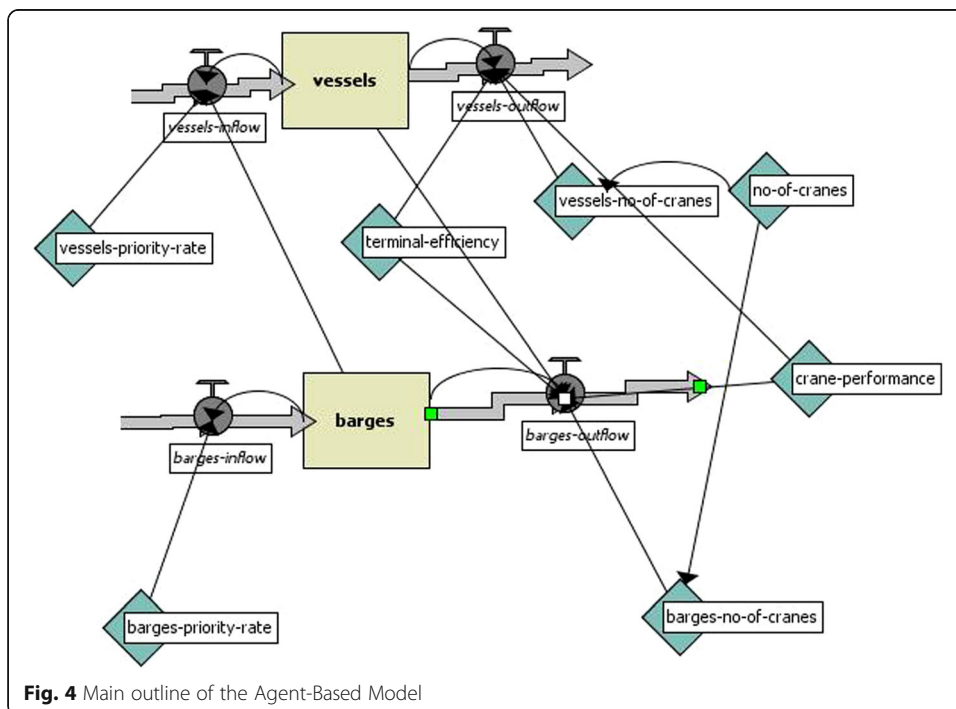 vessels
vessels-inflow
vessels-outflow
vessels-no-of-cranes
no-of-cranes
vessels-priority-rate
terminal-efficiency
crane-performance
barges
barges-inflow
barges-outflow
barges-priority-rate
barges-no-of-cranes
Fig. 4 Main outline of the Agent-Based Model